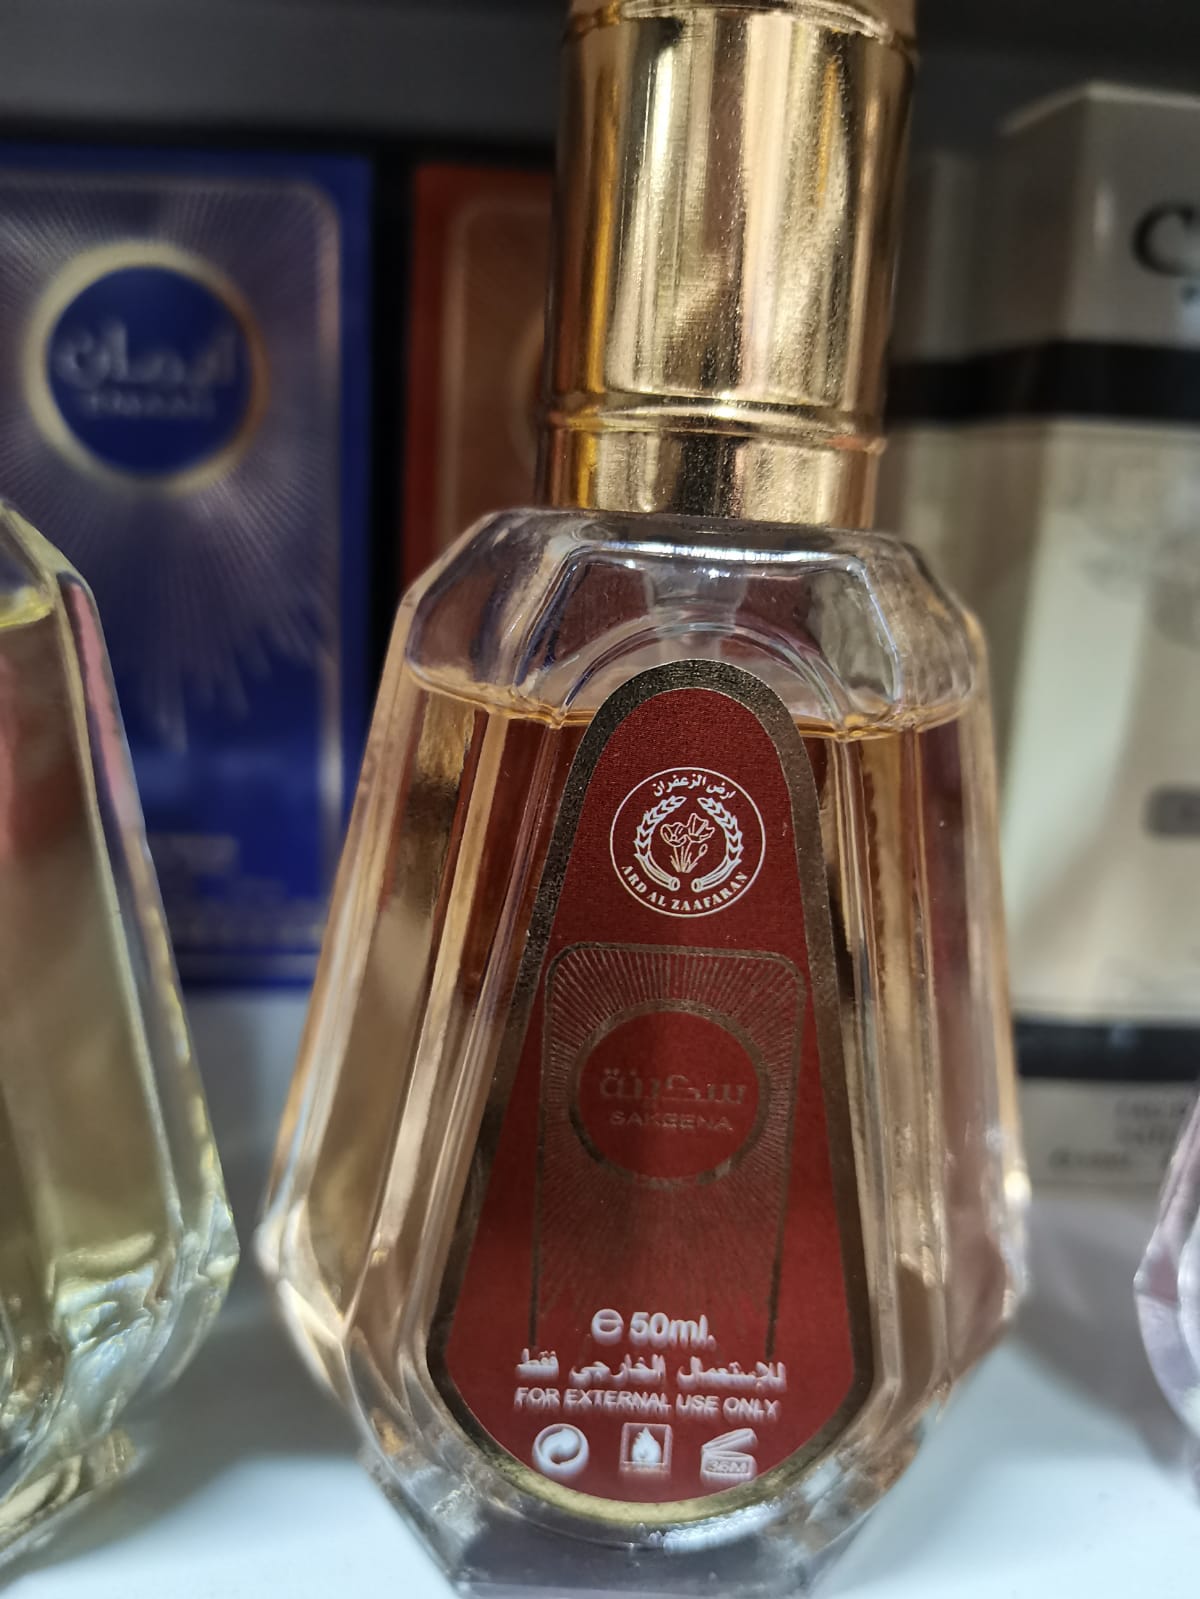 ارض الزعفران
ARD AL ZAAFARAN
سكينة
SAKEENA
℮ 50ml.
للإستعمال الخارجي فقط
FOR EXTERNAL USE ONLY
36M